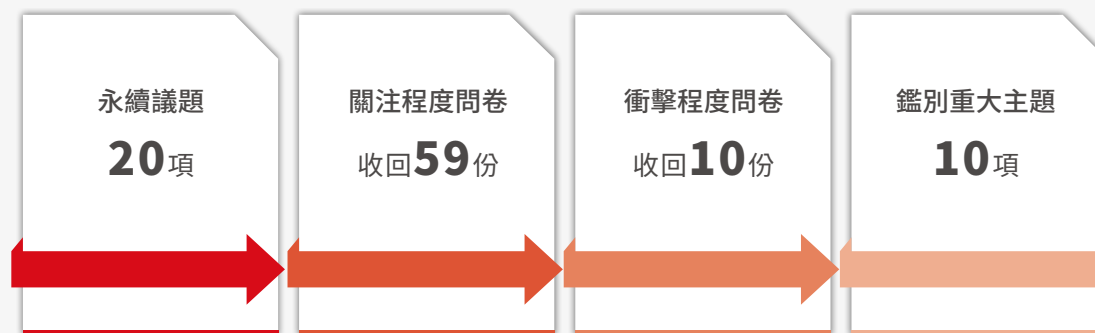 永續議題
20項
關注程度問卷
收回59份
衝擊程度問卷
收回10份
鑑別重大主題
10項